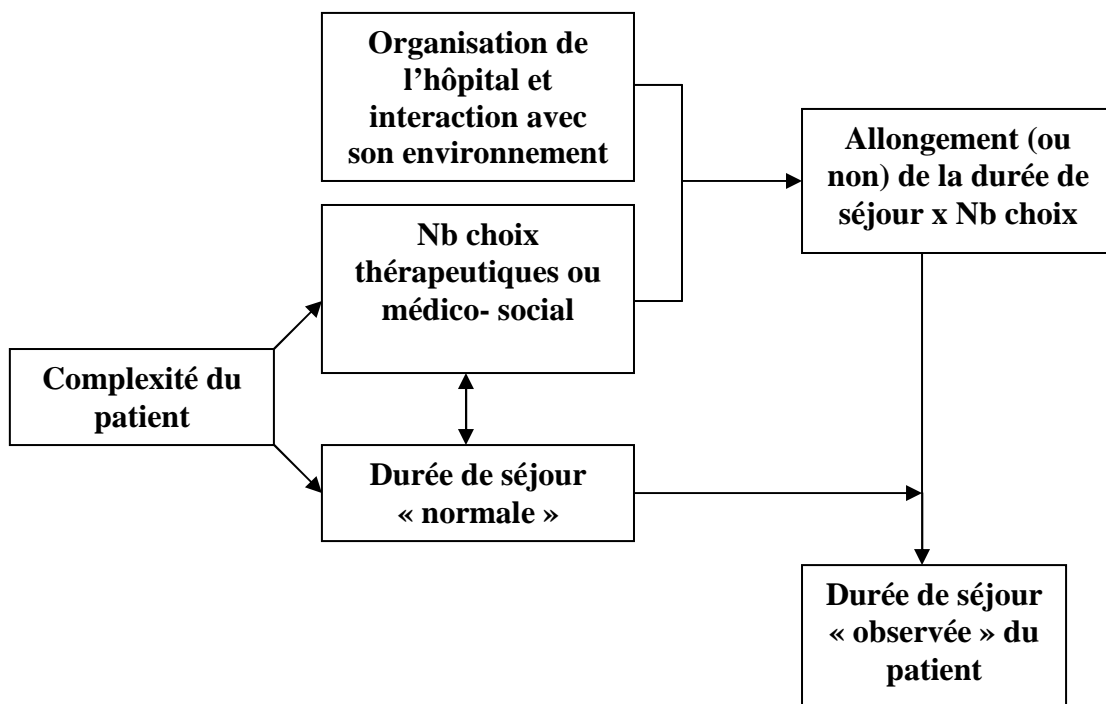 Organisation de
l’hôpital et
interaction avec
son environnement
Allongement (ou
non) de la durée de
séjour x Nb choix
Nb choix
thérapeutiques ou
médico- social
Complexité du
patient
Durée de séjour
« normale »
Durée de séjour
« observée » du
patient